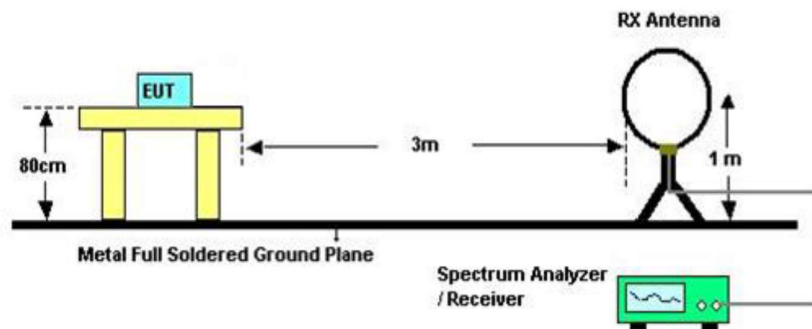 RX Antenna
EUT
3m
80cm
1 m
Metal Full Soldered Ground Plane
Spectrum Analyzer
/ Receiver